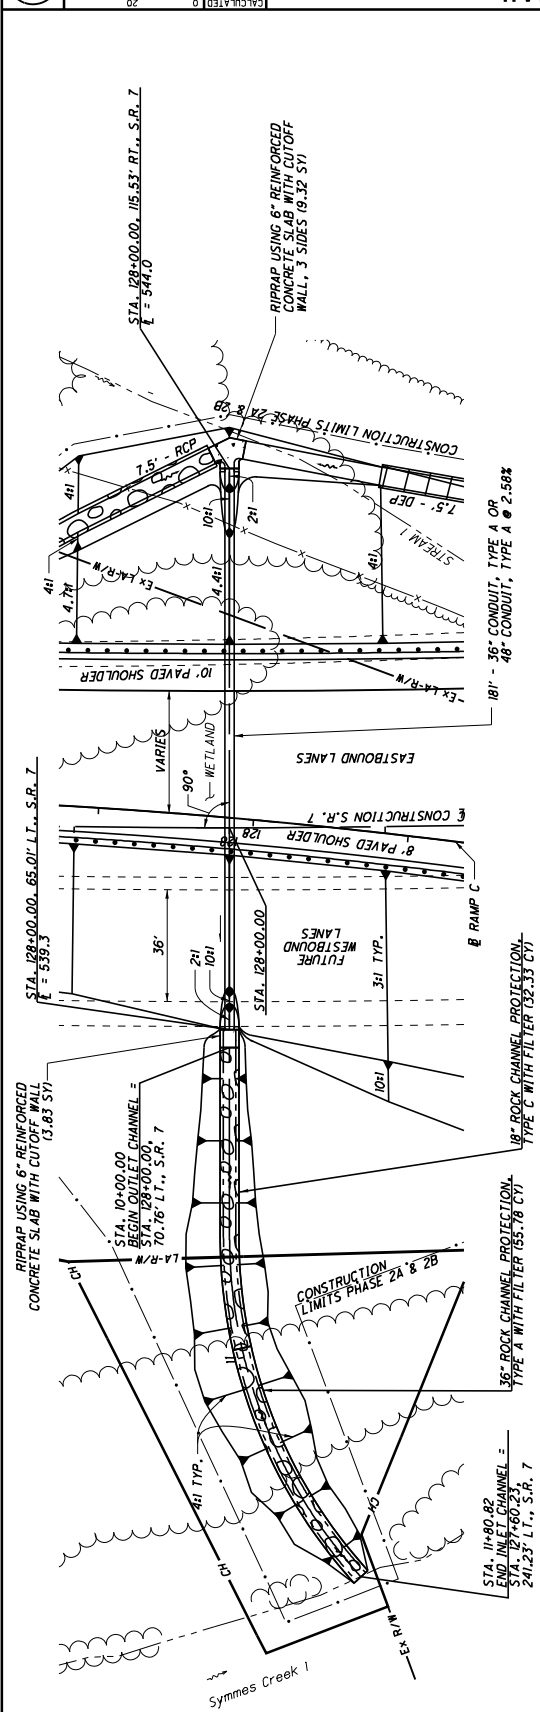 CALCULATED
0
20
STA. 128+00.00, 115.53' RT., S.R. 7
℄ = 544.0
RIPRAP USING 6" REINFORCED
CONCRETE SLAB WITH CUTOFF
WALL, 3 SIDES (9.32 SY)
CONSTRUCTION LIMITS PHASE 2A & 2B
7.5' - RCP
4:1
4:1
4.7:1
10:1
2:1
4.4:1
7.5' - DEP
4:1
STREAM 1
Ex LA-R/W
Ex LA-R/W
181' - 36" CONDUIT, TYPE A OR
48" CONDUIT, TYPE A @ 2.58%
10' PAVED SHOULDER
VARIES
WETLAND
90°
EASTBOUND LANES
℄ CONSTRUCTION S.R. 7
128
128
8' PAVED SHOULDER
STA. 128+00.00, 65.01' LT., S.R. 7
℄ = 539.3
36'
2:1
10:1
STA. 128+00.00
FUTURE
WESTBOUND
LANES
3:1 TYP.
10:1
℄ RAMP C
RIPRAP USING 6" REINFORCED
CONCRETE SLAB WITH CUTOFF WALL
(3.83 SY)
STA. 10+00.00
BEGIN OUTLET CHANNEL =
STA. 128+00.00,
70.76' LT., S.R. 7
18" ROCK CHANNEL PROTECTION,
TYPE C WITH FILTER (32.33 CY)
CH
LA-R/W
CONSTRUCTION
LIMITS PHASE 2A & 2B
11
36" ROCK CHANNEL PROTECTION,
TYPE A WITH FILTER (55.78 CY)
4:1 TYP.
CH
CH
STA. 11+80.82
END INLET CHANNEL =
STA. 127+60.23,
241.23' LT., S.R. 7
Ex R/W
Symmes Creek 1